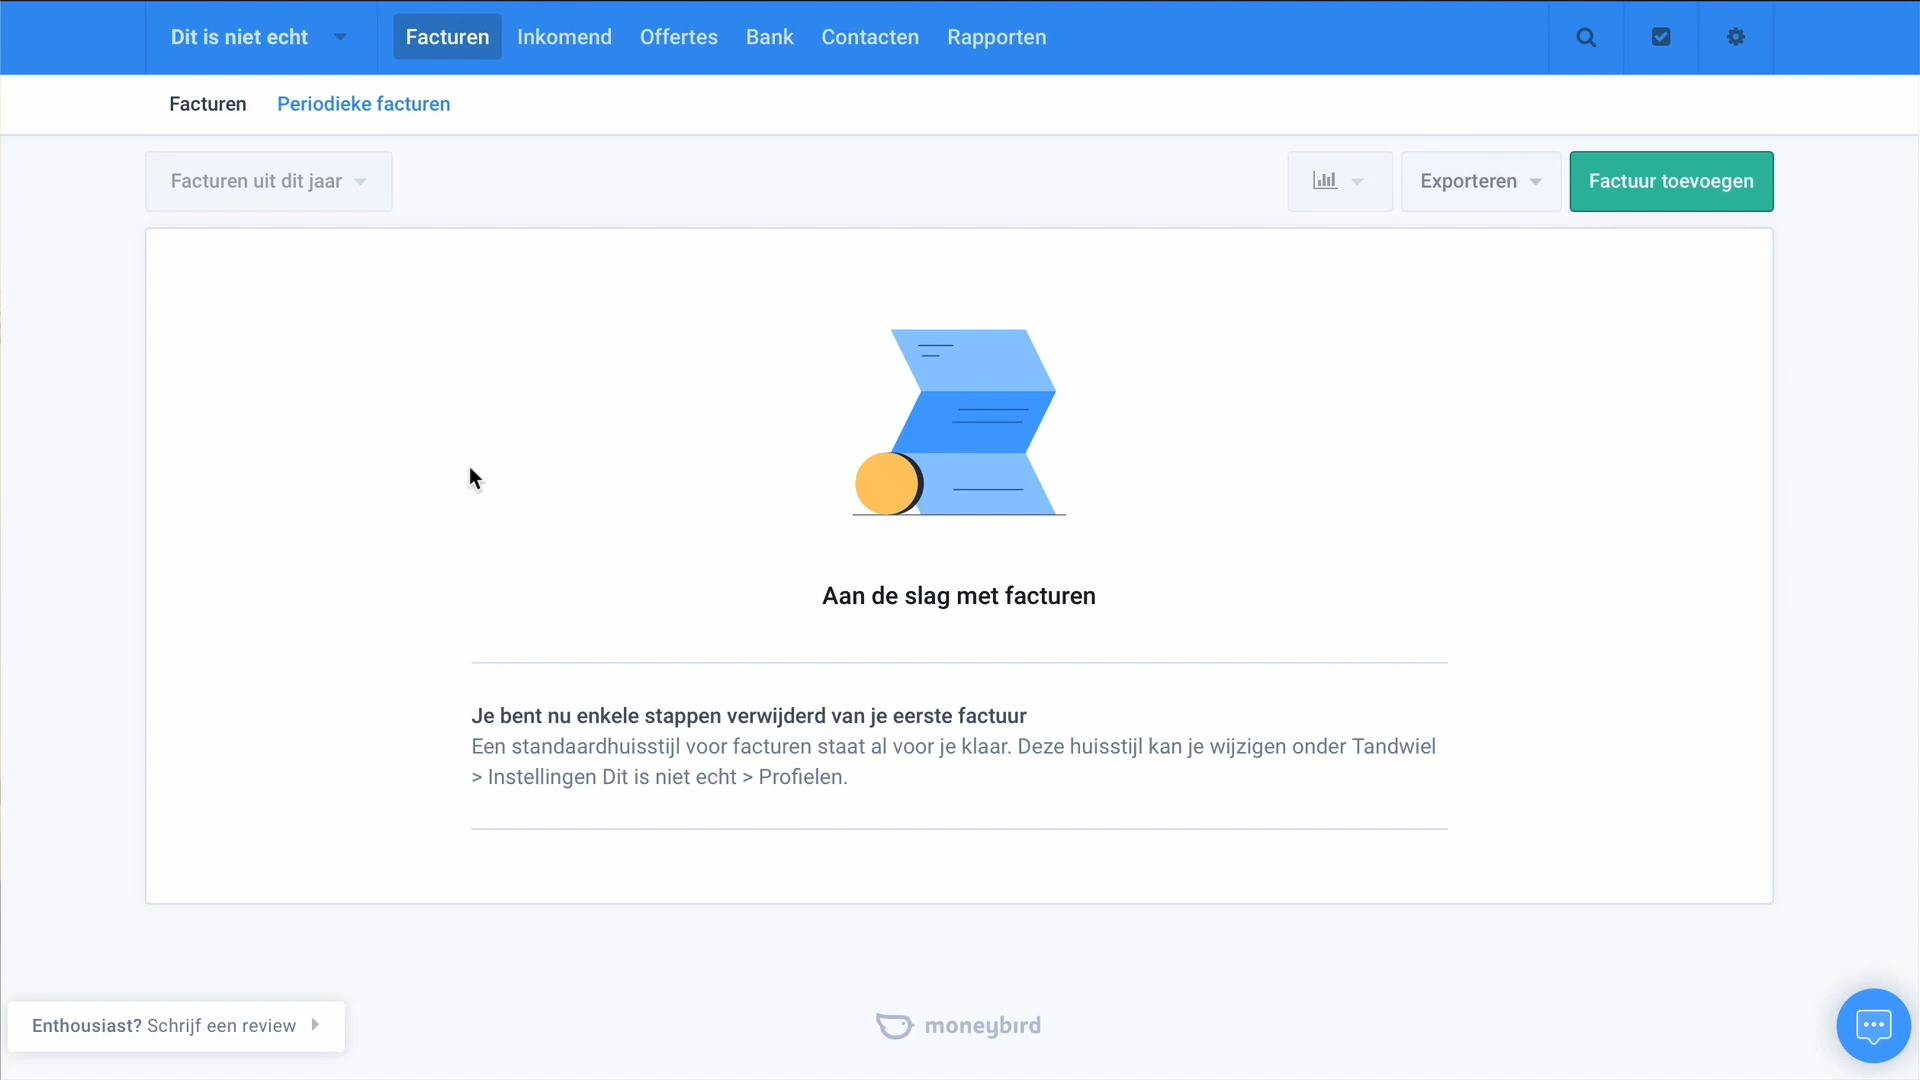 Dit is niet echt
Facturen
Inkomend
Offertes
Bank
Contacten
Rapporten
Facturen
Periodieke facturen
Facturen uit dit jaar
Exporteren
Factuur toevoegen
Aan de slag met facturen
Je bent nu enkele stappen verwijderd van je eerste factuur
Een standaardhuisstijl voor facturen staat al voor je klaar. Deze huisstijl kan je wijzigen onder Tandwiel
> Instellingen Dit is niet echt > Profielen.
Enthousiast? Schrijf een review
moneybird